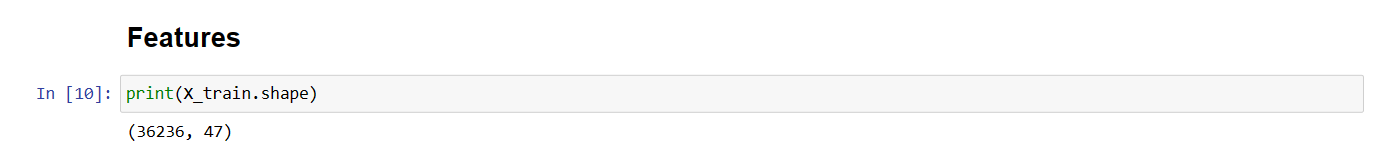 Features
In [10]: print(X_train.shape)
(36236, 47)